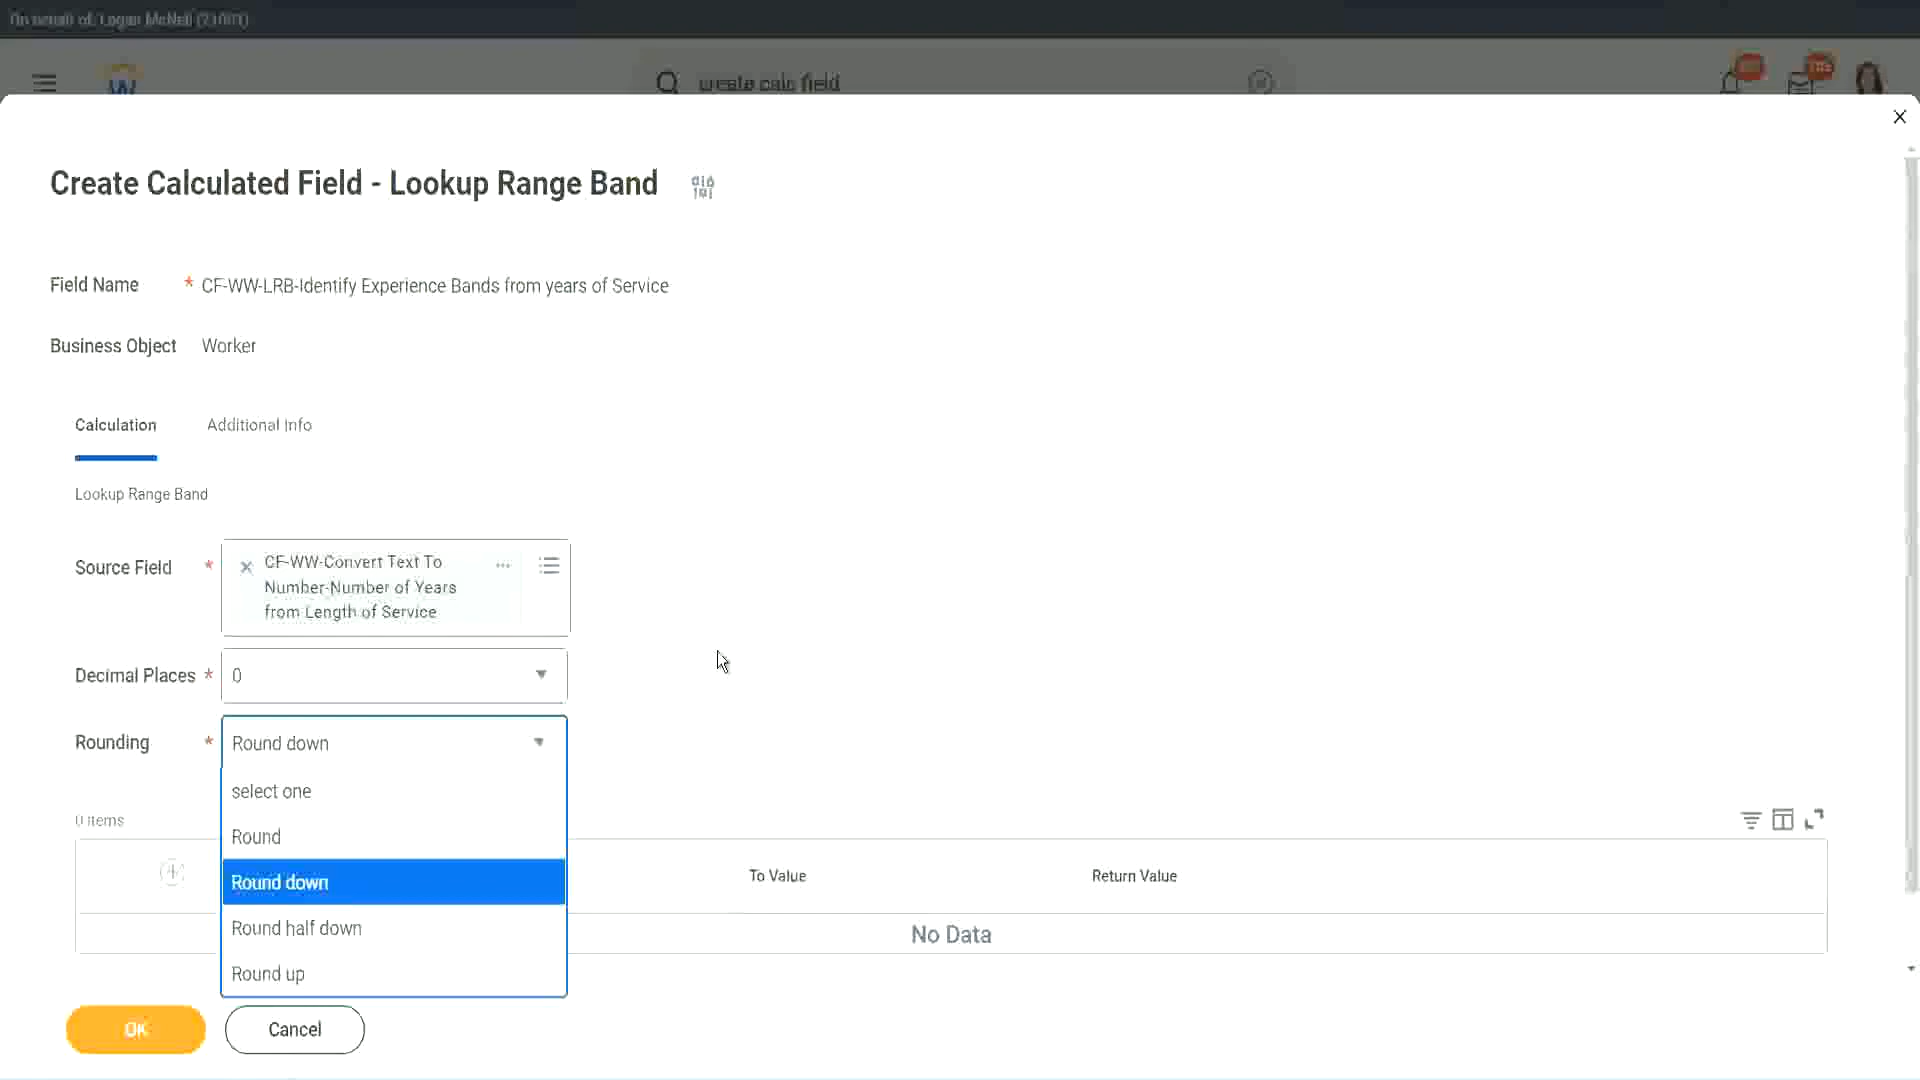 On behalf of: Logan McNeil (21001)
create calc field
Create Calculated Field - Lookup Range Band
Field Name * CF-WW-LRB-Identify Experience Bands from years of Service
Business Object Worker
Calculation Additional Info
Lookup Range Band
Source Field * CF-WW-Convert Text To
Number-Number of Years
from Length of Service
Decimal Places * 0
Rounding * Round down
select one
Round
Round down
Round half down
Round up
0 items
To Value Return Value
No Data
OK Cancel